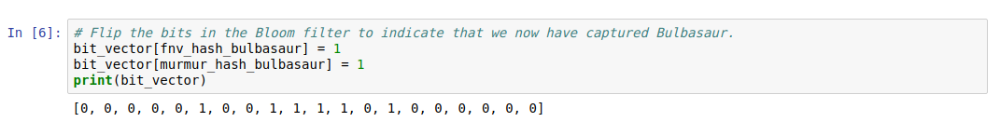 In [6]: # Flip the bits in the Bloom filter to indicate that we now have captured Bulbasaur.
bit_vector[fnv_hash_bulbasaur] = 1
bit_vector[murmur_hash_bulbasaur] = 1
print(bit_vector)
[0, 0, 0, 0, 0, 1, 0, 0, 1, 1, 1, 1, 0, 1, 0, 0, 0, 0, 0, 0]